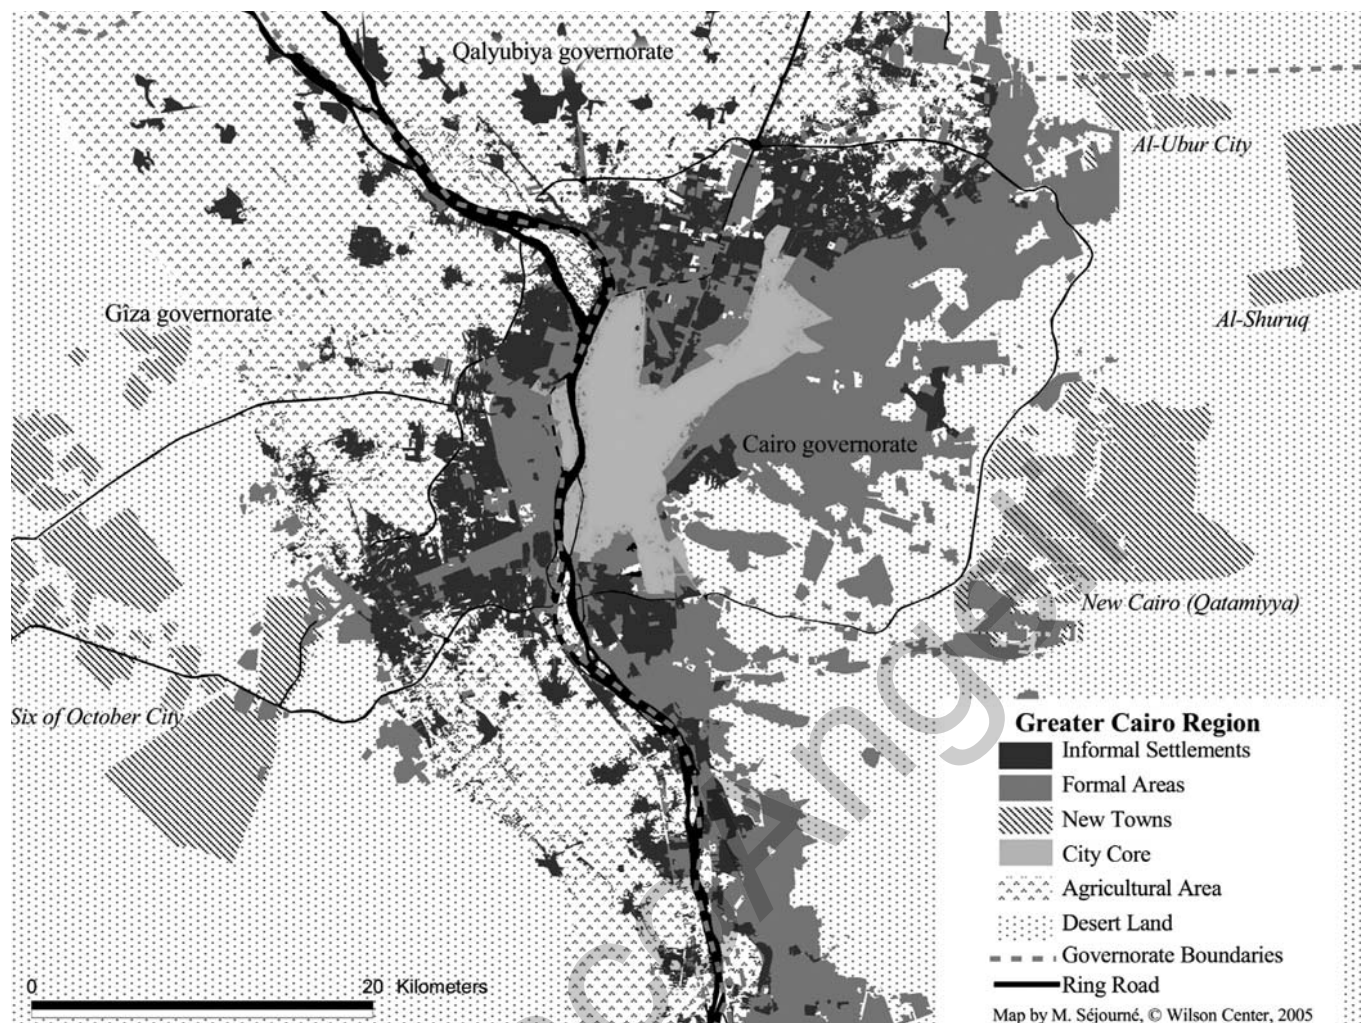 Qalyubiya governorate
Al-Ubur City
Al-Shuruq
Gîza governorate
Cairo governorate
New Cairo (Qatamiyya)
Six of October City
Greater Cairo Region
Informal Settlements
Formal Areas
New Towns
City Core
Agricultural Area
Desert Land
Governorate Boundaries
Ring Road
0 20 Kilometers
Map by M. Séjourné, © Wilson Center, 2005